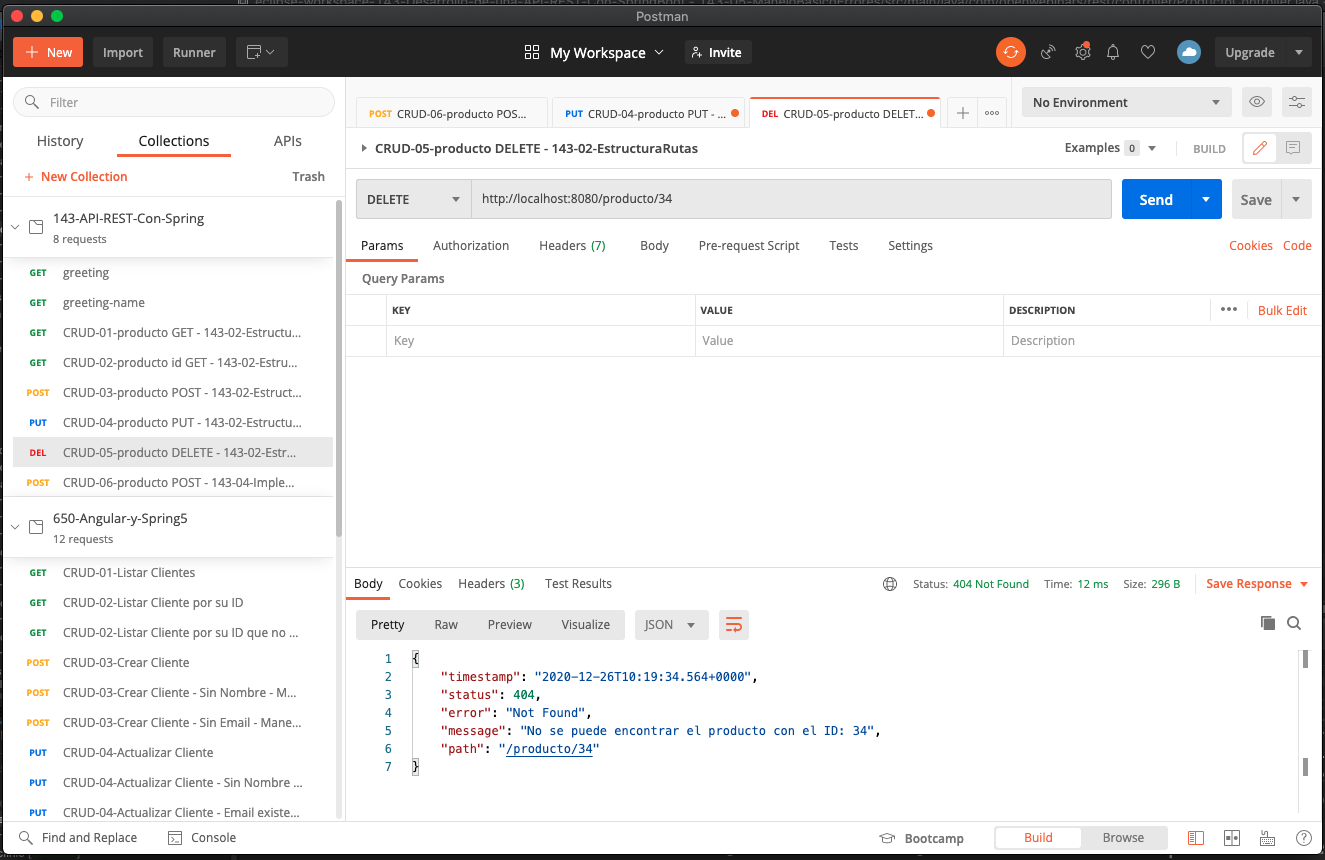 Postman
New Import Runner My Workspace Invite Upgrade
Filter
History Collections APIs
+ New Collection Trash
143-API-REST-Con-Spring
8 requests
GET greeting
GET greeting-name
GET CRUD-01-producto GET - 143-02-Estructu...
GET CRUD-02-producto id GET - 143-02-Estru...
POST CRUD-03-producto POST - 143-02-Estruct...
PUT CRUD-04-producto PUT - 143-02-Estructu...
DEL CRUD-05-producto DELETE - 143-02-Estr...
POST CRUD-06-producto POST - 143-04-Imple...
650-Angular-y-Spring5
12 requests
GET CRUD-01-Listar Clientes
GET CRUD-02-Listar Cliente por su ID
GET CRUD-02-Listar Cliente por su ID que no ...
POST CRUD-03-Crear Cliente
POST CRUD-03-Crear Cliente - Sin Nombre - M...
POST CRUD-03-Crear Cliente - Sin Email - Mane...
PUT CRUD-04-Actualizar Cliente
PUT CRUD-04-Actualizar Cliente - Sin Nombre ...
PUT CRUD-04-Actualizar Cliente - Email existe...
POST CRUD-06-producto POS... PUT CRUD-04-producto PUT - ... DEL CRUD-05-producto DELET... No Environment
CRUD-05-producto DELETE - 143-02-EstructuraRutas Examples 0 BUILD
DELETE http://localhost:8080/producto/34 Send Save
Params Authorization Headers (7) Body Pre-request Script Tests Settings Cookies Code
Query Params
KEY VALUE DESCRIPTION Bulk Edit
Key Value Description
Body Cookies Headers (3) Test Results Status: 404 Not Found Time: 12 ms Size: 296 B Save Response
Pretty Raw Preview Visualize JSON
1 {
2 "timestamp": "2020-12-26T10:19:34.564+0000",
3 "status": 404,
4 "error": "Not Found",
5 "message": "No se puede encontrar el producto con el ID: 34",
6 "path": "/producto/34"
7 }
Find and Replace Console Bootcamp Build Browse